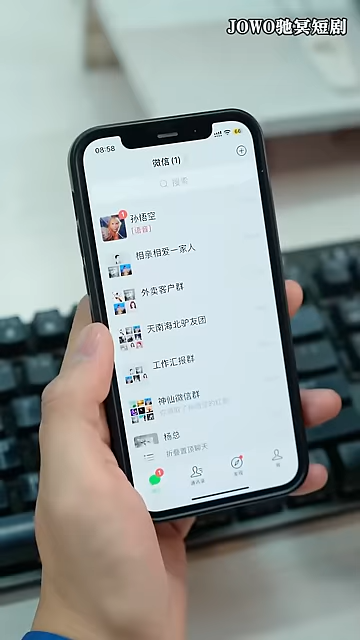 JOWO驰冥短剧
08:58
66
微信(1)
搜索
1
孙悟空
[语音]
相亲相爱一家人
外卖客户群
天南海北驴友团
工作汇报群
神仙微信群
杨总
折叠置顶聊天
1
通讯录
发现
我